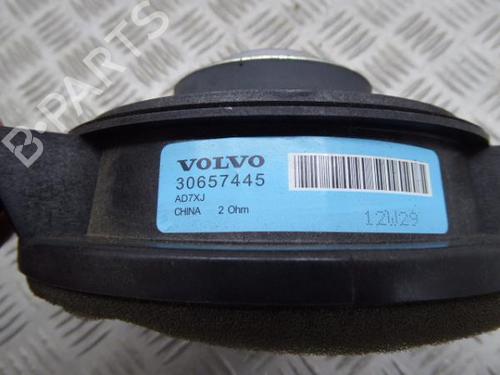 B-PARTS
VOLVO
30657445
AD7XJ
CHINA 2 Ohm
12W29